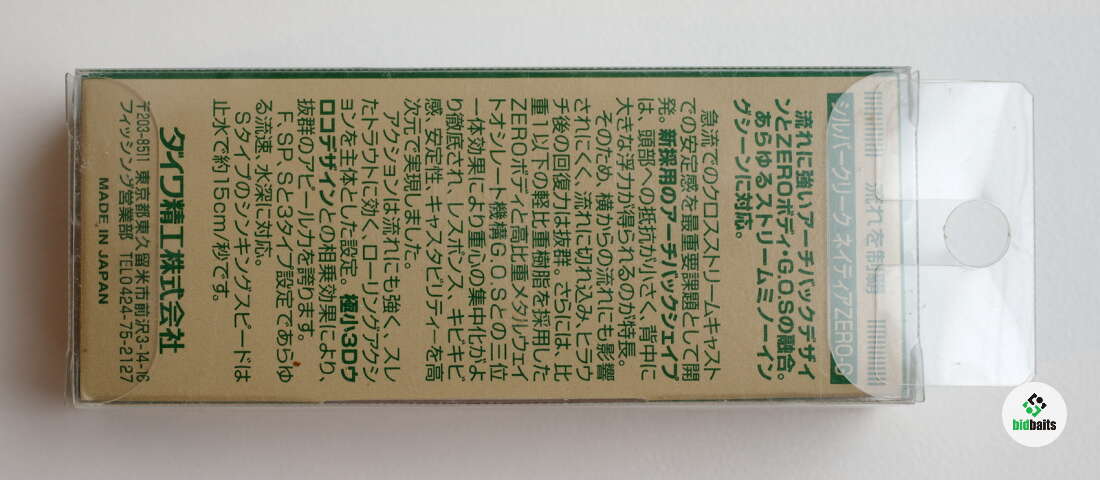 流れを制覇
シルバークリーク ネイティアZERO-G
流れに強いアーチバックデザイ
ンとZEROボディ・G.O.Sの融合。
あらゆるストリームミノーイン
グシーンに対応。
急流でのクロスストリームキャスト
での安定感を最重要課題として開
発。新採用のアーチバックシェイプ
は、頭部への抵抗が小さく、背中に
大きな浮力が得られるのが特長。
そのため、横からの流れにも影響
されにくく、流れに切れ込み、ヒラウ
チ後の回復力は抜群。さらには、比
重1以下の軽比重樹脂を採用した
ZEROボディと高比重メタルウェイ
トオシレート機構G.O.Sとの三位
一体効果により重心の集中化がよ
り徹底され、レスポンス、キビキビ
感、安定性、キャスタビリティーを高
次元で実現しました。
アクションは流れにも強く、スレ
たトラウトに効く、ローリングアクシ
ョンを主体とした設定。極小3Dウ
ロコデザインとの相乗効果により、
抜群のアピール力を誇ります。
F、SP、Sと3タイプ設定であらゆ
る流速、水深に対応。
Sタイプのシンキングスピードは
止水で約15cm/秒です。
ダイワ精工株式会社
〒203-8511 東京都東久留米市前沢3-14-16
フィッシング営業部 TEL0424-75-2127
MADE IN JAPAN
bidbaits